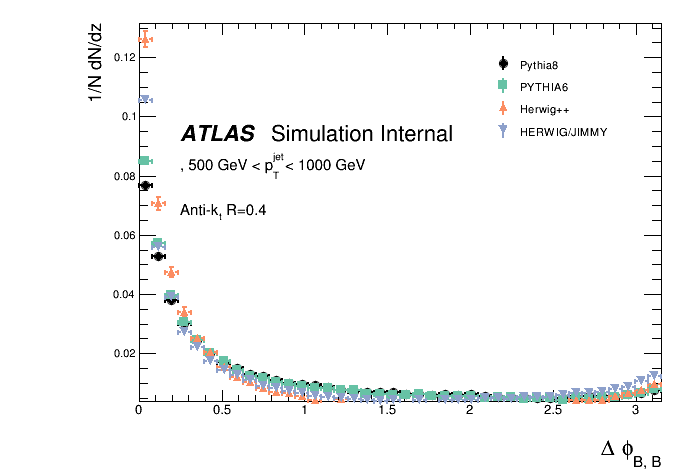 1/N dN/dz
0.12
0.1
0.08
0.06
0.04
0.02
Pythia8
PYTHIA6
Herwig++
HERWIG/JIMMY
ATLAS Simulation Internal
, 500 GeV < p_T^jet < 1000 GeV
Anti-k_t R=0.4
0 0.5 1 1.5 2 2.5 3
Δ ϕ_B, B